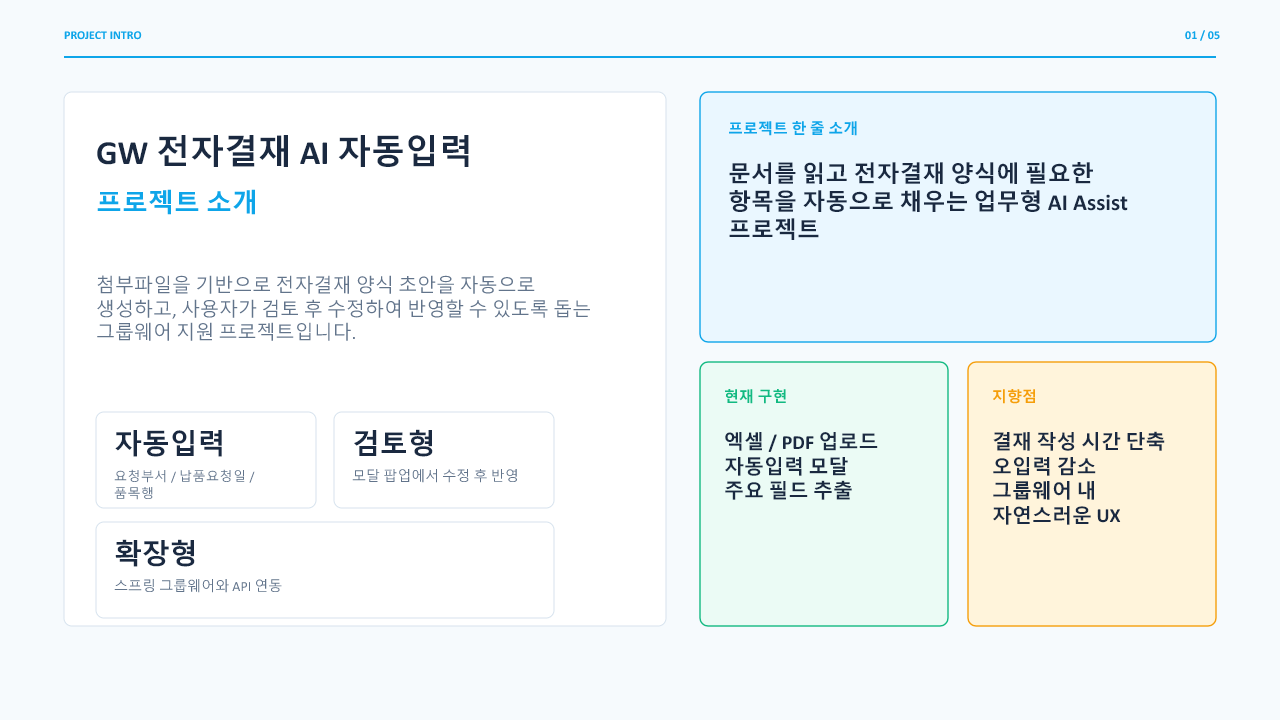 PROJECT INTRO
01 / 05
GW 전자결재 AI 자동입력
프로젝트 소개
첨부파일을 기반으로 전자결재 양식 초안을 자동으로
생성하고, 사용자가 검토 후 수정하여 반영할 수 있도록 돕는
그룹웨어 지원 프로젝트입니다.
자동입력
요청부서 / 납품요청일 /
품목행
검토형
모달 팝업에서 수정 후 반영
확장형
스프링 그룹웨어와 API 연동
프로젝트 한 줄 소개
문서를 읽고 전자결재 양식에 필요한
항목을 자동으로 채우는 업무형 AI Assist
프로젝트
현재 구현
엑셀 / PDF 업로드
자동입력 모달
주요 필드 추출
지향점
결재 작성 시간 단축
오입력 감소
그룹웨어 내
자연스러운 UX